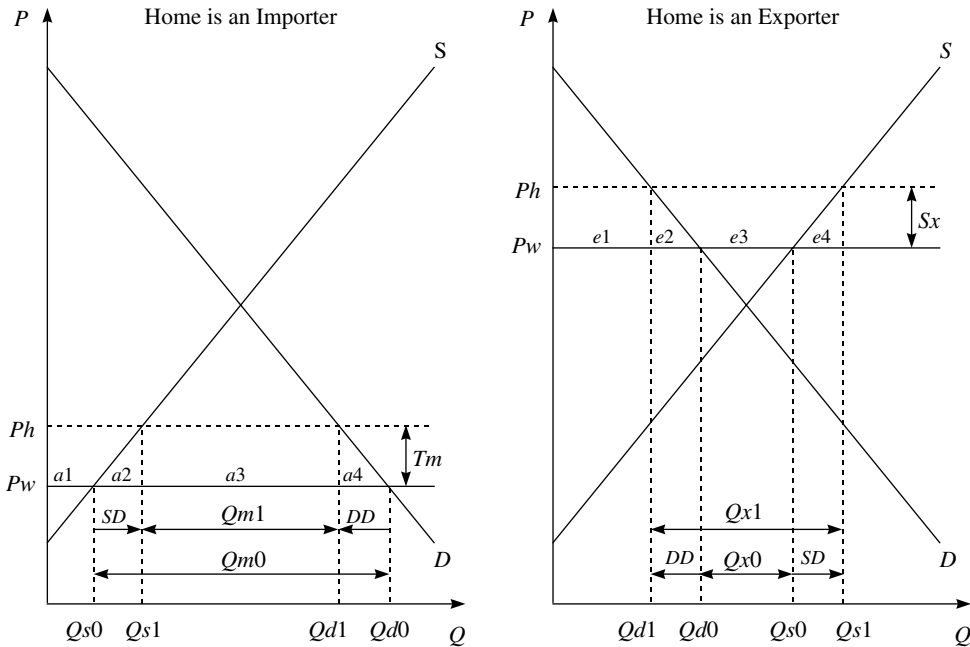 P Home is an Importer
S
Ph
Tm
Pw a1 a2 a3 a4
SD Qm1 DD
Qm0 D
Qs0 Qs1 Qd1 Qd0 Q
P Home is an Exporter
S
Ph
Sx
Pw e1 e2 e3 e4
Qx1
DD Qx0 SD D
Qd1 Qd0 Qs0 Qs1 Q